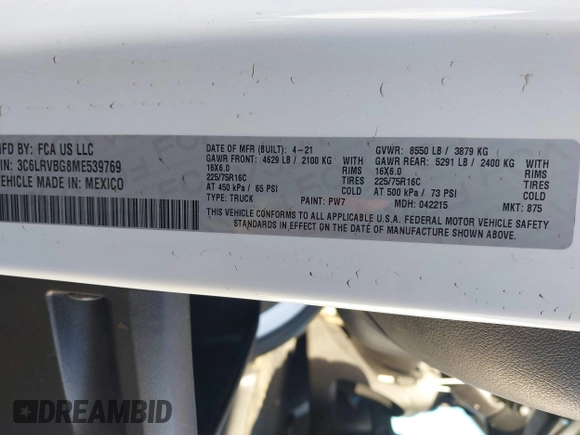 MFD BY: FCA US LLC
VIN: 3C6LRVBG8ME539769
VEHICLE MADE IN: MEXICO
DATE OF MFR (BUILT): 4-21 GVWR: 8550 LB / 3879 KG
GAWR FRONT: 4629 LB / 2100 KG GAWR REAR: 5291 LB / 2400 KG
16X6.0 RIMS 16X6.0 RIMS
225/75R16C 225/75R16C
AT 450 kPa / 65 PSI COLD AT 500 kPa / 73 PSI COLD
TYPE: TRUCK PAINT: PW7 MDH: 042215 MKT: 875
THIS VEHICLE CONFORMS TO ALL APPLICABLE U.S.A. FEDERAL MOTOR VEHICLE SAFETY
STANDARDS IN EFFECT ON THE DATE OF MANUFACTURE SHOWN ABOVE.
DREAMBID